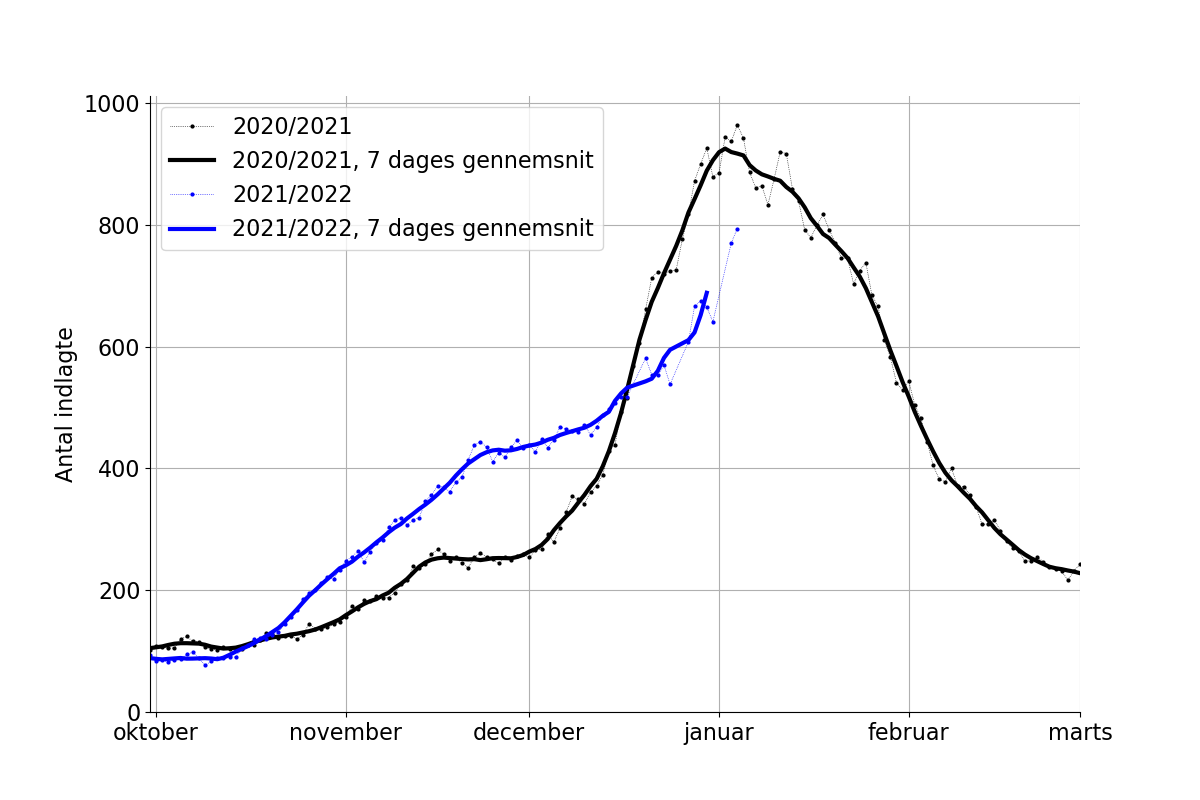 1000
800
600
400
200
0
Antal indlagte
2020/2021
2020/2021, 7 dages gennemsnit
2021/2022
2021/2022, 7 dages gennemsnit
oktober november december januar februar marts